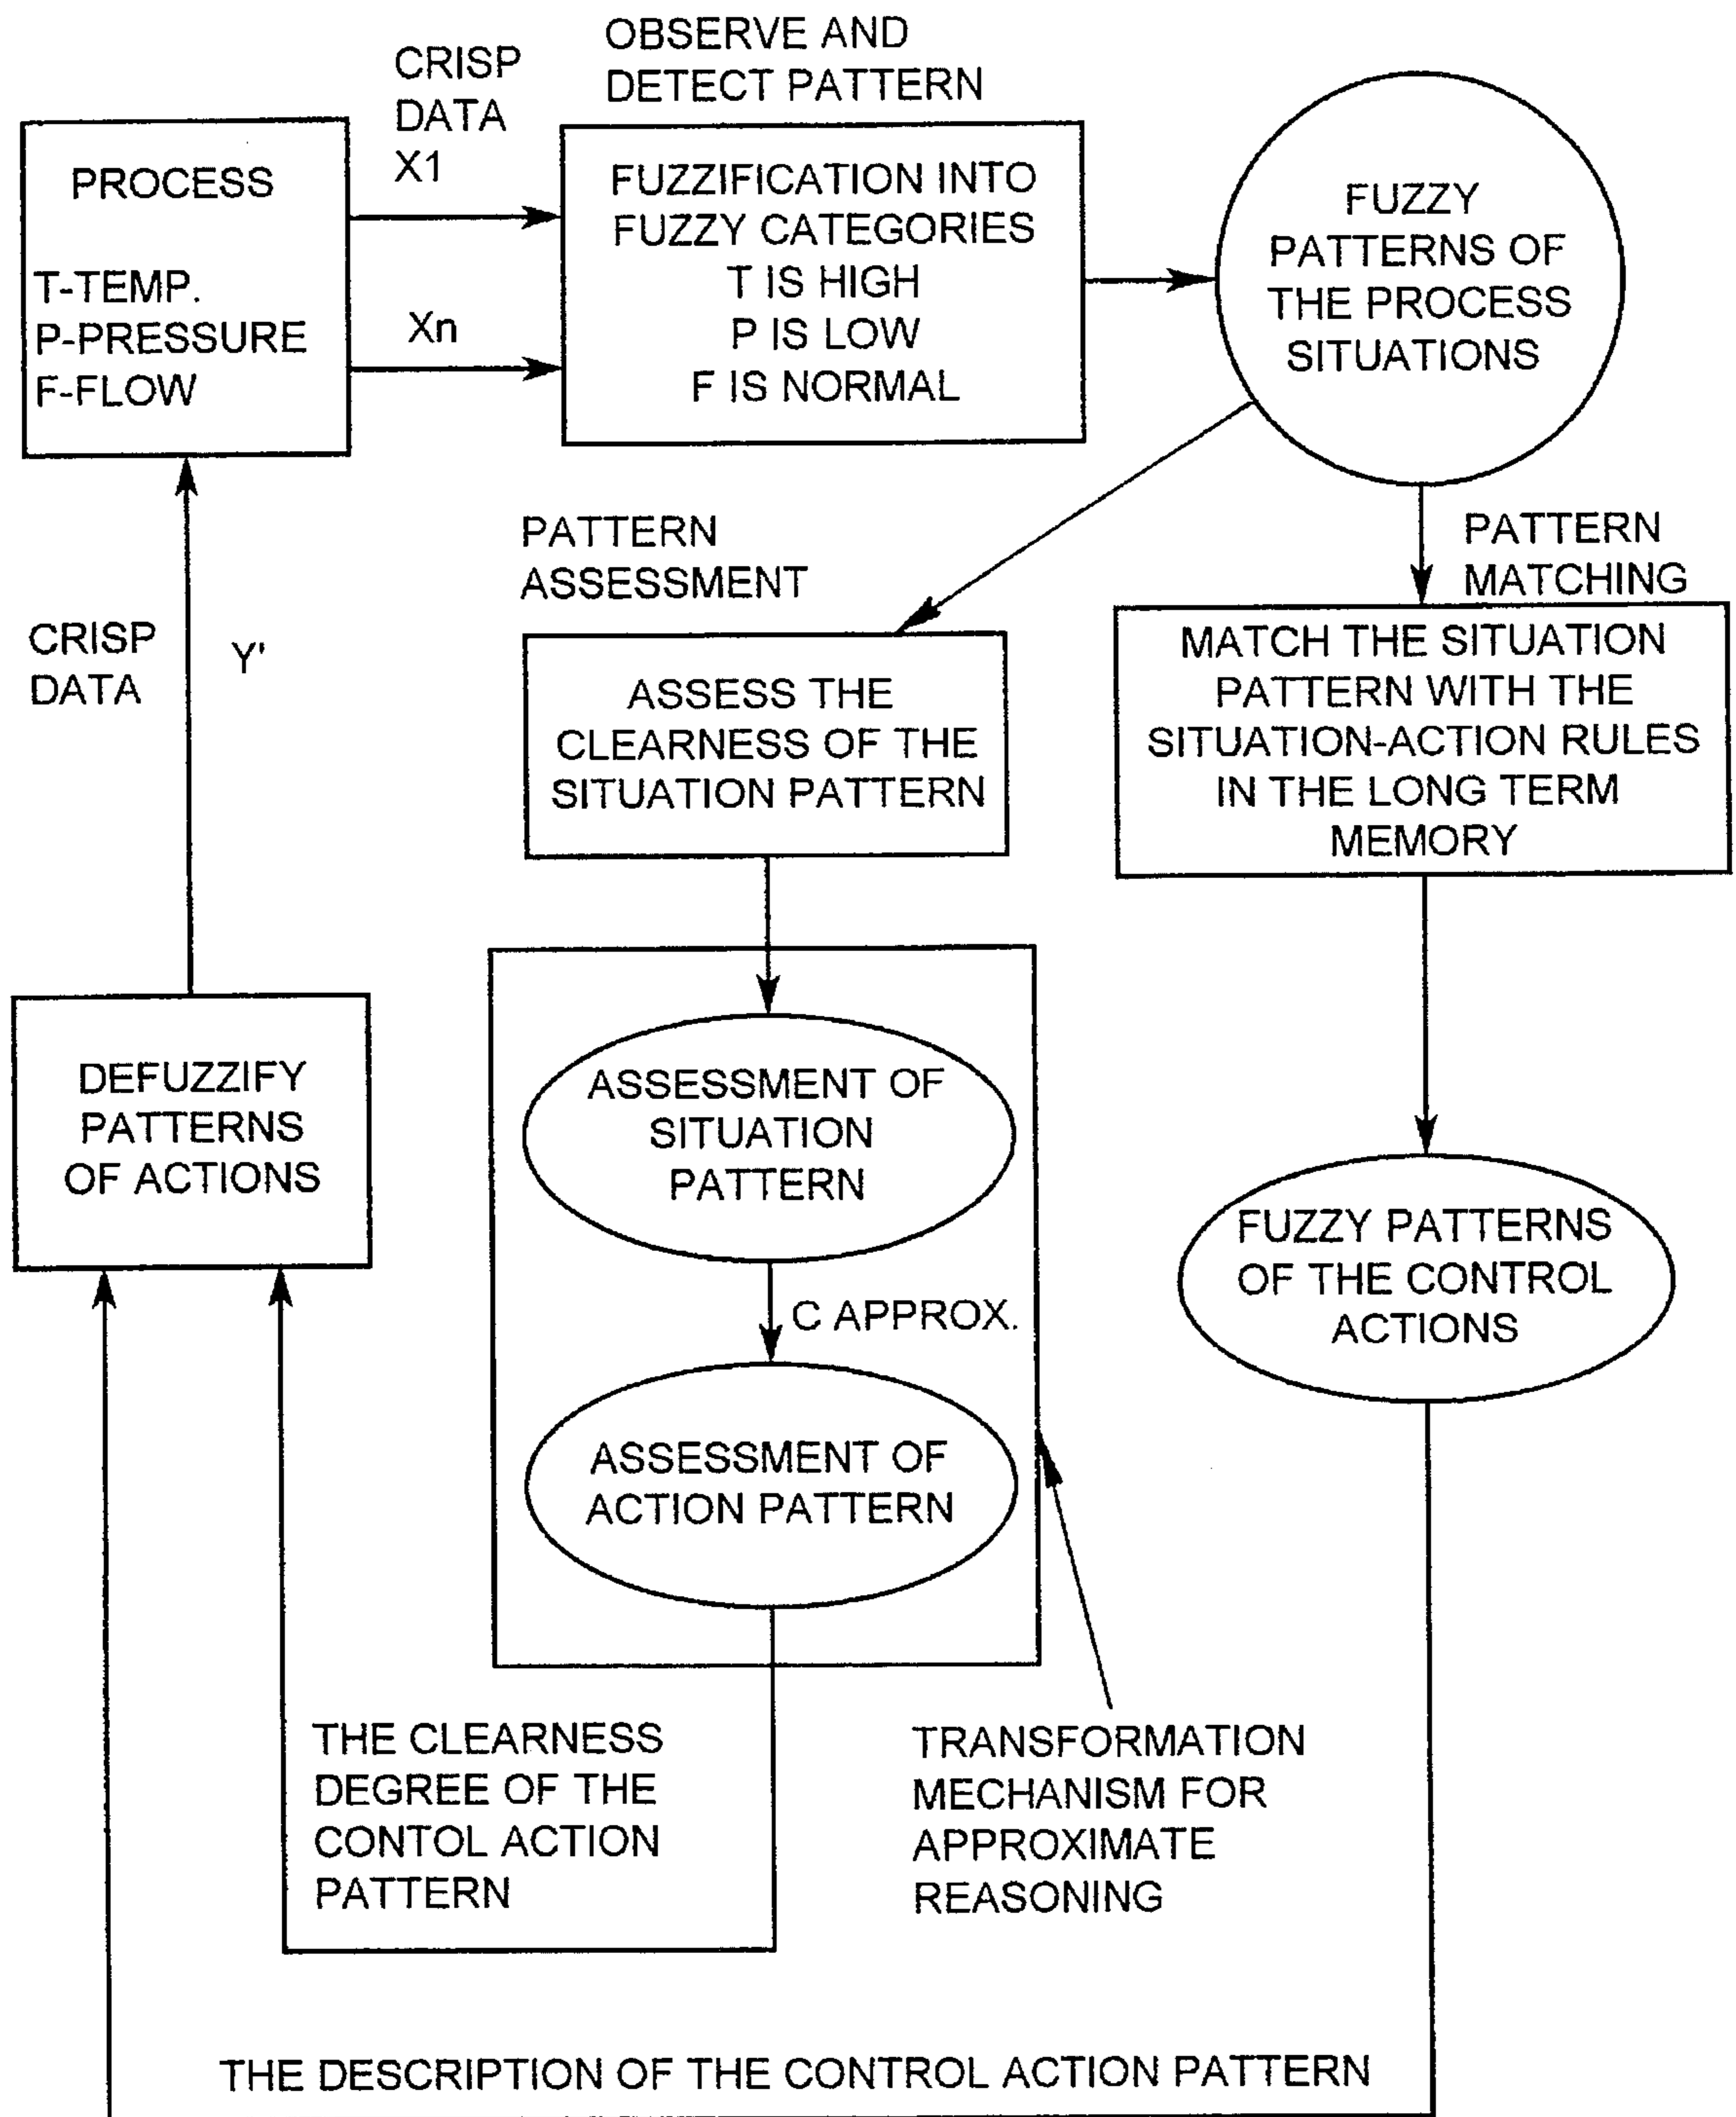 OBSERVE AND
DETECT PATTERN
CRISP
DATA
X1
PROCESS
T-TEMP.
P-PRESSURE
F-FLOW
Xn
FUZZIFICATION INTO
FUZZY CATEGORIES
T IS HIGH
P IS LOW
F IS NORMAL
FUZZY
PATTERNS OF
THE PROCESS
SITUATIONS
PATTERN
ASSESSMENT
PATTERN
MATCHING
CRISP
DATA
Y'
ASSESS THE
CLEARNESS OF THE
SITUATION PATTERN
MATCH THE SITUATION
PATTERN WITH THE
SITUATION-ACTION RULES
IN THE LONG TERM
MEMORY
DEFUZZIFY
PATTERNS
OF ACTIONS
ASSESSMENT OF
SITUATION
PATTERN
C APPROX.
ASSESSMENT OF
ACTION PATTERN
FUZZY PATTERNS
OF THE CONTROL
ACTIONS
THE CLEARNESS
DEGREE OF THE
CONTOL ACTION
PATTERN
TRANSFORMATION
MECHANISM FOR
APPROXIMATE
REASONING
THE DESCRIPTION OF THE CONTROL ACTION PATTERN